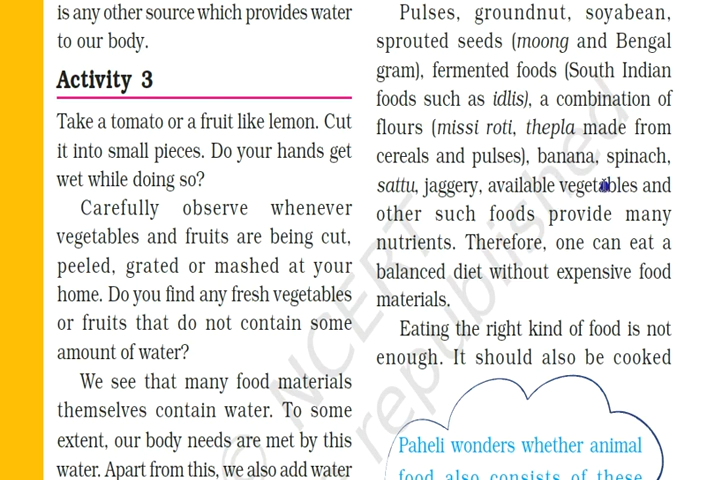 is any other source which provides water
to our body.
Activity 3
Take a tomato or a fruit like lemon. Cut
it into small pieces. Do your hands get
wet while doing so?
Carefully observe whenever
vegetables and fruits are being cut,
peeled, grated or mashed at your
home. Do you find any fresh vegetables
or fruits that do not contain some
amount of water?
We see that many food materials
themselves contain water. To some
extent, our body needs are met by this
water. Apart from this, we also add water
Pulses, groundnut, soyabean,
sprouted seeds (moong and Bengal
gram), fermented foods (South Indian
foods such as idlis), a combination of
flours (missi roti, thepla made from
cereals and pulses), banana, spinach,
sattu, jaggery, available vegetables and
other such foods provide many
nutrients. Therefore, one can eat a
balanced diet without expensive food
materials.
Eating the right kind of food is not
enough. It should also be cooked
Paheli wonders whether animal
food also consists of these
© NCERT
republished